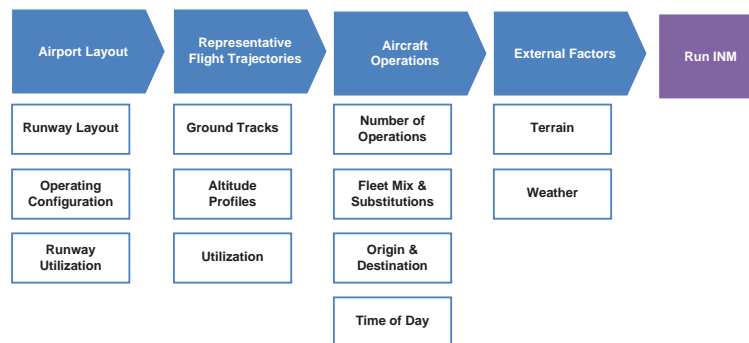 Airport Layout
Representative
Flight Trajectories
Aircraft
Operations
External Factors
Run INM
Runway Layout
Ground Tracks
Number of
Operations
Terrain
Operating
Configuration
Altitude
Profiles
Fleet Mix &
Substitutions
Weather
Runway
Utilization
Utilization
Origin &
Destination
Time of Day